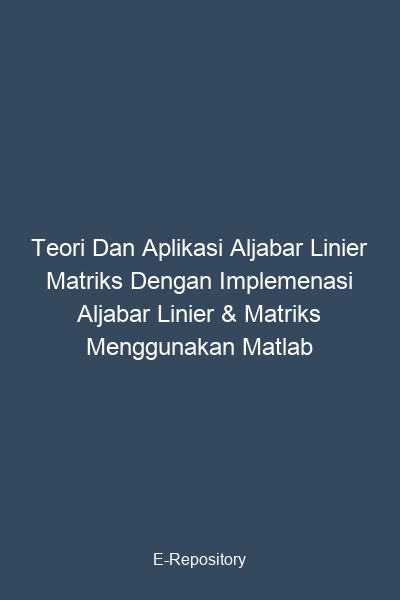 Teori Dan Aplikasi Aljabar Linier
Matriks Dengan Implemenasi
Aljabar Linier & Matriks
Menggunakan Matlab
E-Repository